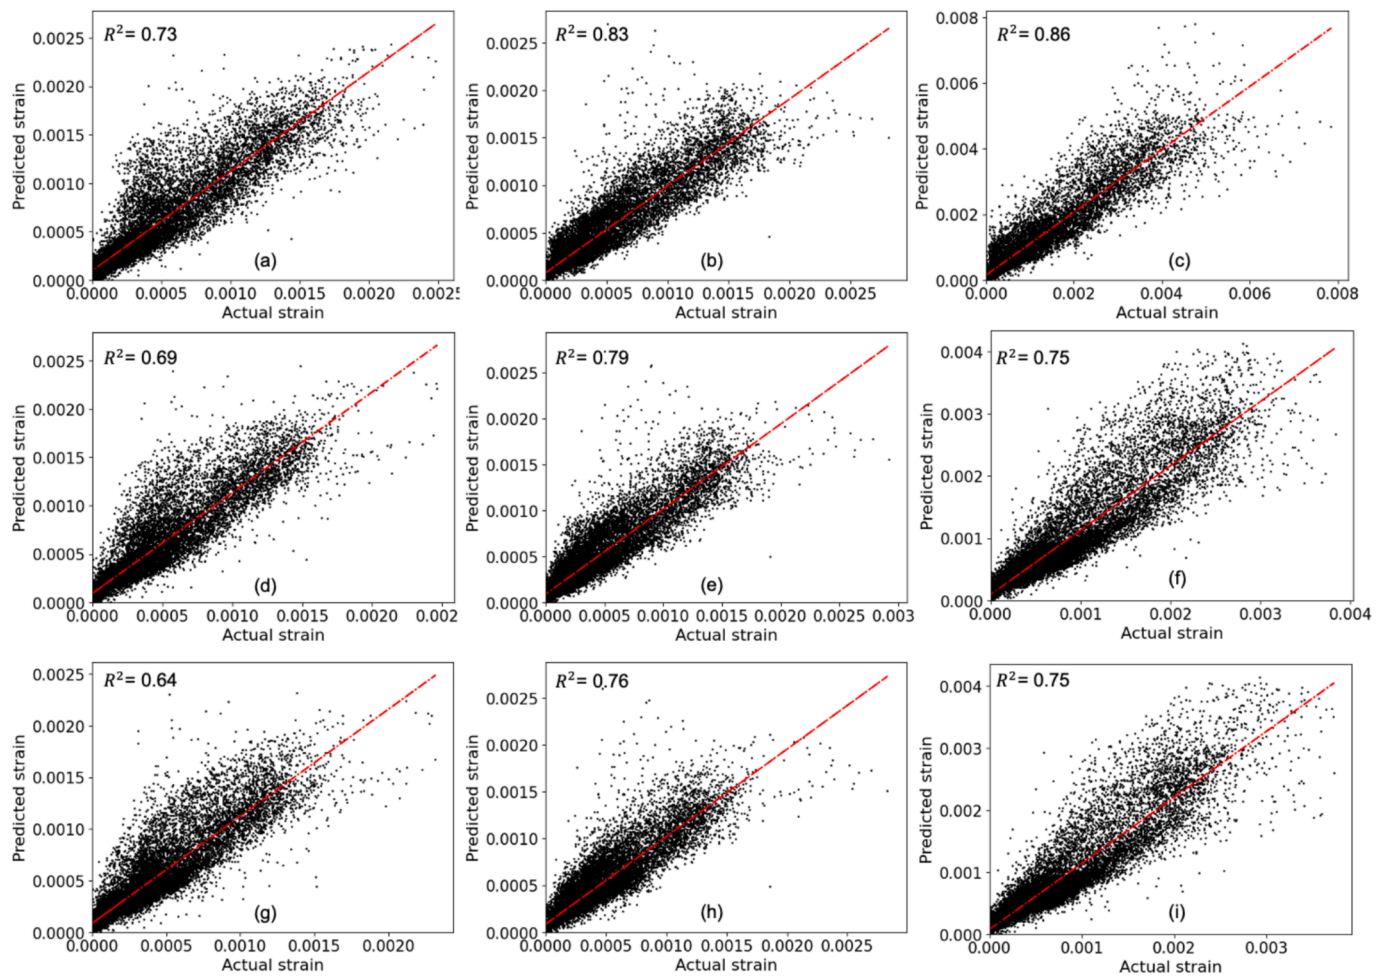 R² = 0.73
Predicted strain
0.0025
0.0020
0.0015
0.0010
0.0005
0.0000
(a)
0.0000 0.0005 0.0010 0.0015 0.0020 0.0025
Actual strain
R² = 0.83
Predicted strain
0.0025
0.0020
0.0015
0.0010
0.0005
0.0000
(b)
0.0000 0.0005 0.0010 0.0015 0.0020 0.0025
Actual strain
R² = 0.86
Predicted strain
0.008
0.006
0.004
0.002
0.000
(c)
0.000 0.002 0.004 0.006 0.008
Actual strain
R² = 0.69
Predicted strain
0.0025
0.0020
0.0015
0.0010
0.0005
0.0000
(d)
0.0000 0.0005 0.0010 0.0015 0.0020 0.0025
Actual strain
R² = 0.79
Predicted strain
0.0025
0.0020
0.0015
0.0010
0.0005
0.0000
(e)
0.0000 0.0005 0.0010 0.0015 0.0020 0.0025 0.003
Actual strain
R² = 0.75
Predicted strain
0.004
0.003
0.002
0.001
0.000
(f)
0.000 0.001 0.002 0.003 0.004
Actual strain
R² = 0.64
Predicted strain
0.0025
0.0020
0.0015
0.0010
0.0005
0.0000
(g)
0.0000 0.0005 0.0010 0.0015 0.0020
Actual strain
R² = 0.76
Predicted strain
0.0025
0.0020
0.0015
0.0010
0.0005
0.0000
(h)
0.0000 0.0005 0.0010 0.0015 0.0020 0.0025
Actual strain
R² = 0.75
Predicted strain
0.004
0.003
0.002
0.001
0.000
(i)
0.000 0.001 0.002 0.003
Actual strain